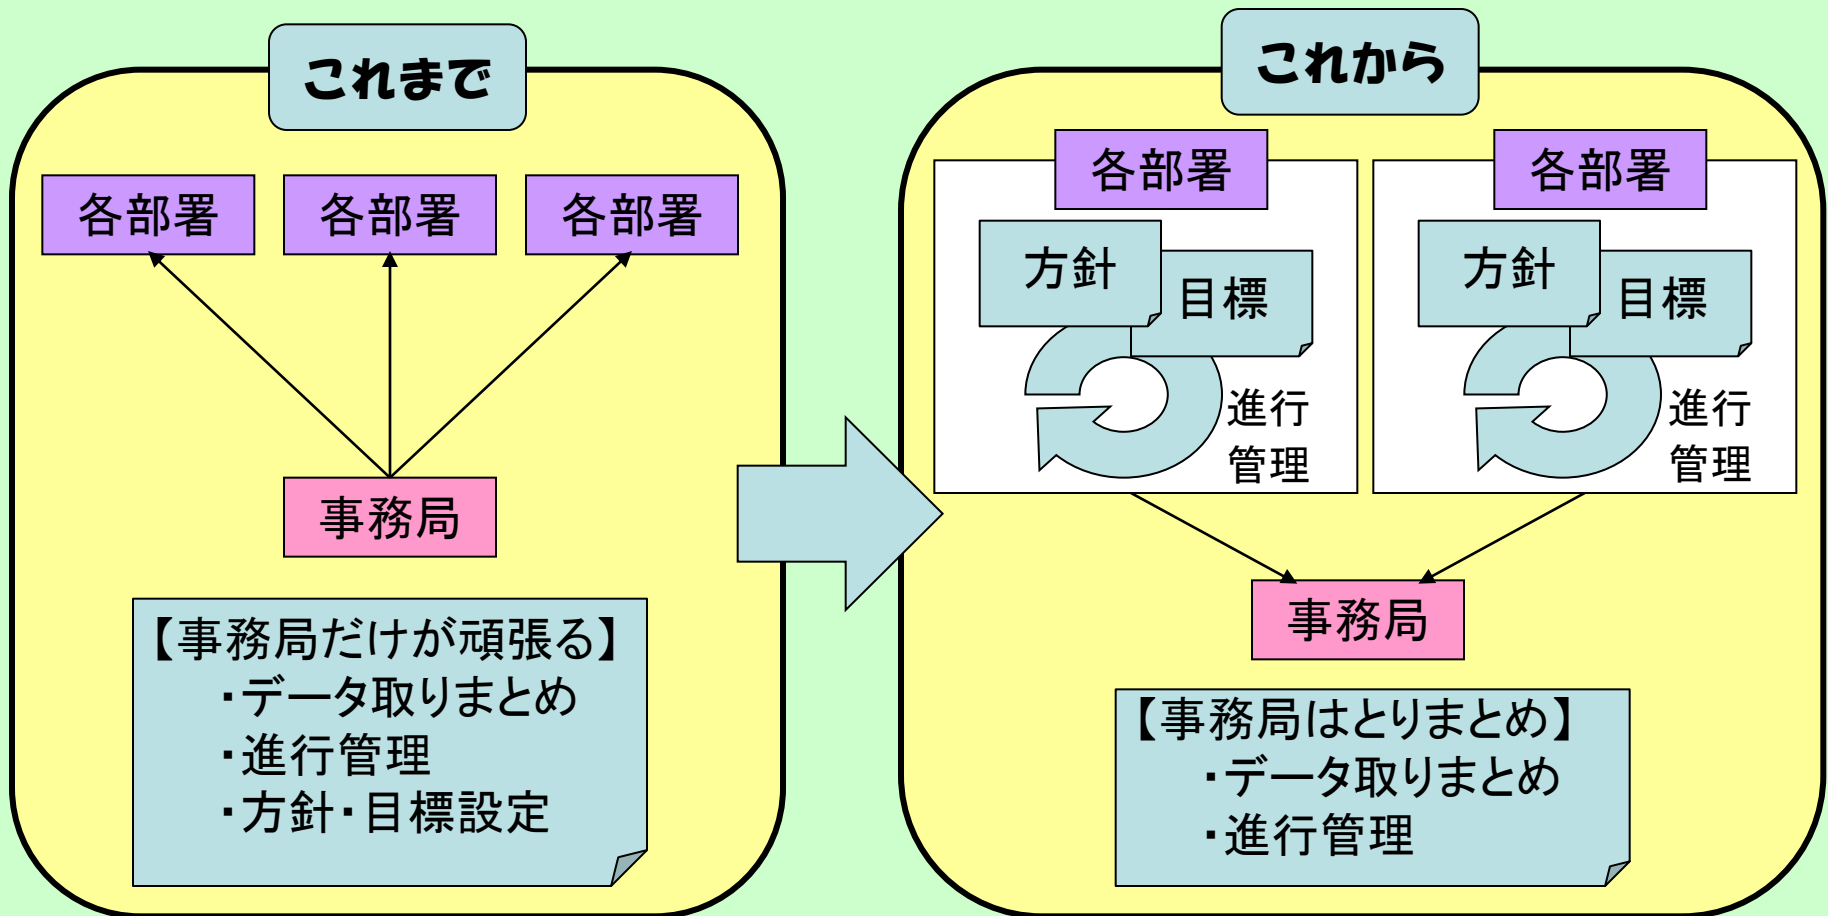 これまで
各部署
各部署
各部署
事務局
【事務局だけが頑張る】
・データ取りまとめ
・進行管理
・方針・目標設定
これから
各部署
方針
目標
進行
管理
各部署
方針
目標
進行
管理
事務局
【事務局はとりまとめ】
・データ取りまとめ
・進行管理